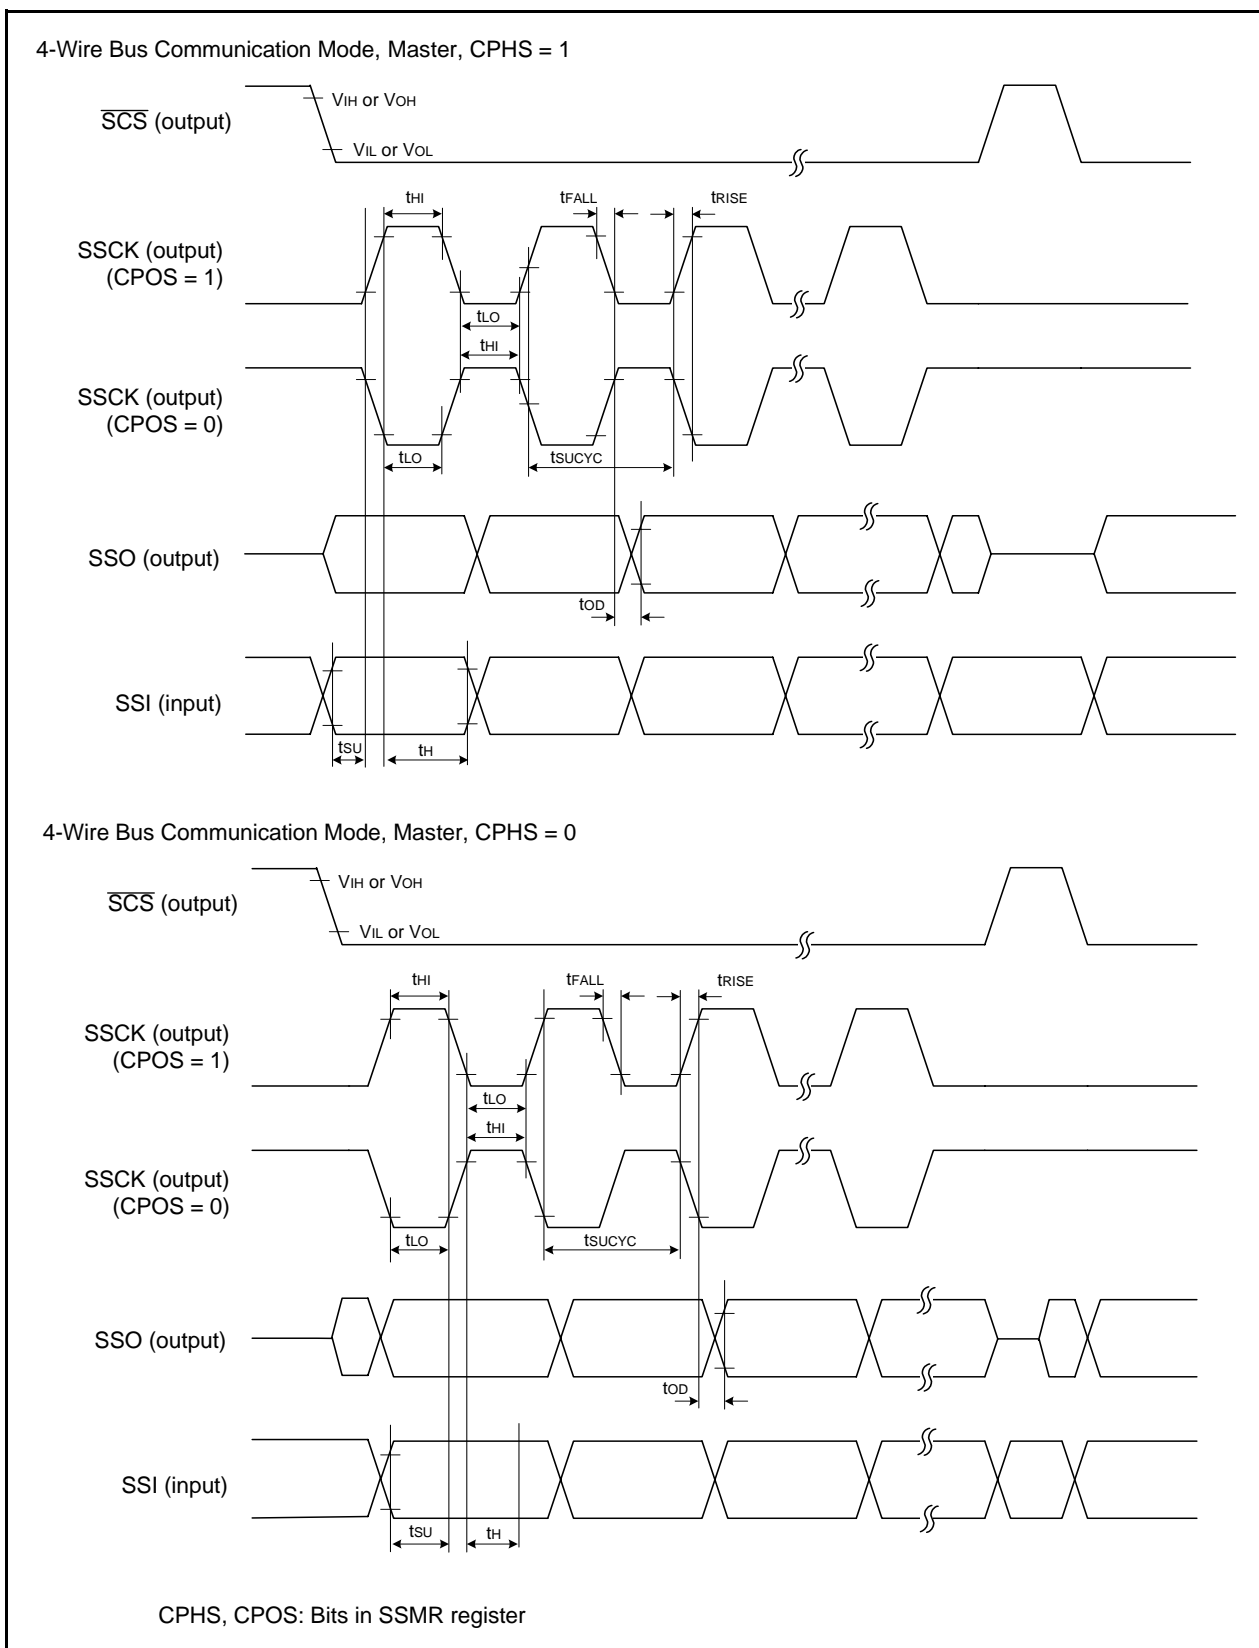 4-Wire Bus Communication Mode, Master, CPHS = 1
VIH or VOH
SCS (output)
VIL or VOL
tHI
tFALL
tRISE
SSCK (output)
(CPOS = 1)
tLO
tHI
SSCK (output)
(CPOS = 0)
tLO
tSUCYC
SSO (output)
tOD
SSI (input)
tSU
tH
4-Wire Bus Communication Mode, Master, CPHS = 0
VIH or VOH
SCS (output)
VIL or VOL
tHI
tFALL
tRISE
SSCK (output)
(CPOS = 1)
tLO
tHI
SSCK (output)
(CPOS = 0)
tLO
tSUCYC
SSO (output)
tOD
SSI (input)
tSU
tH
CPHS, CPOS: Bits in SSMR register